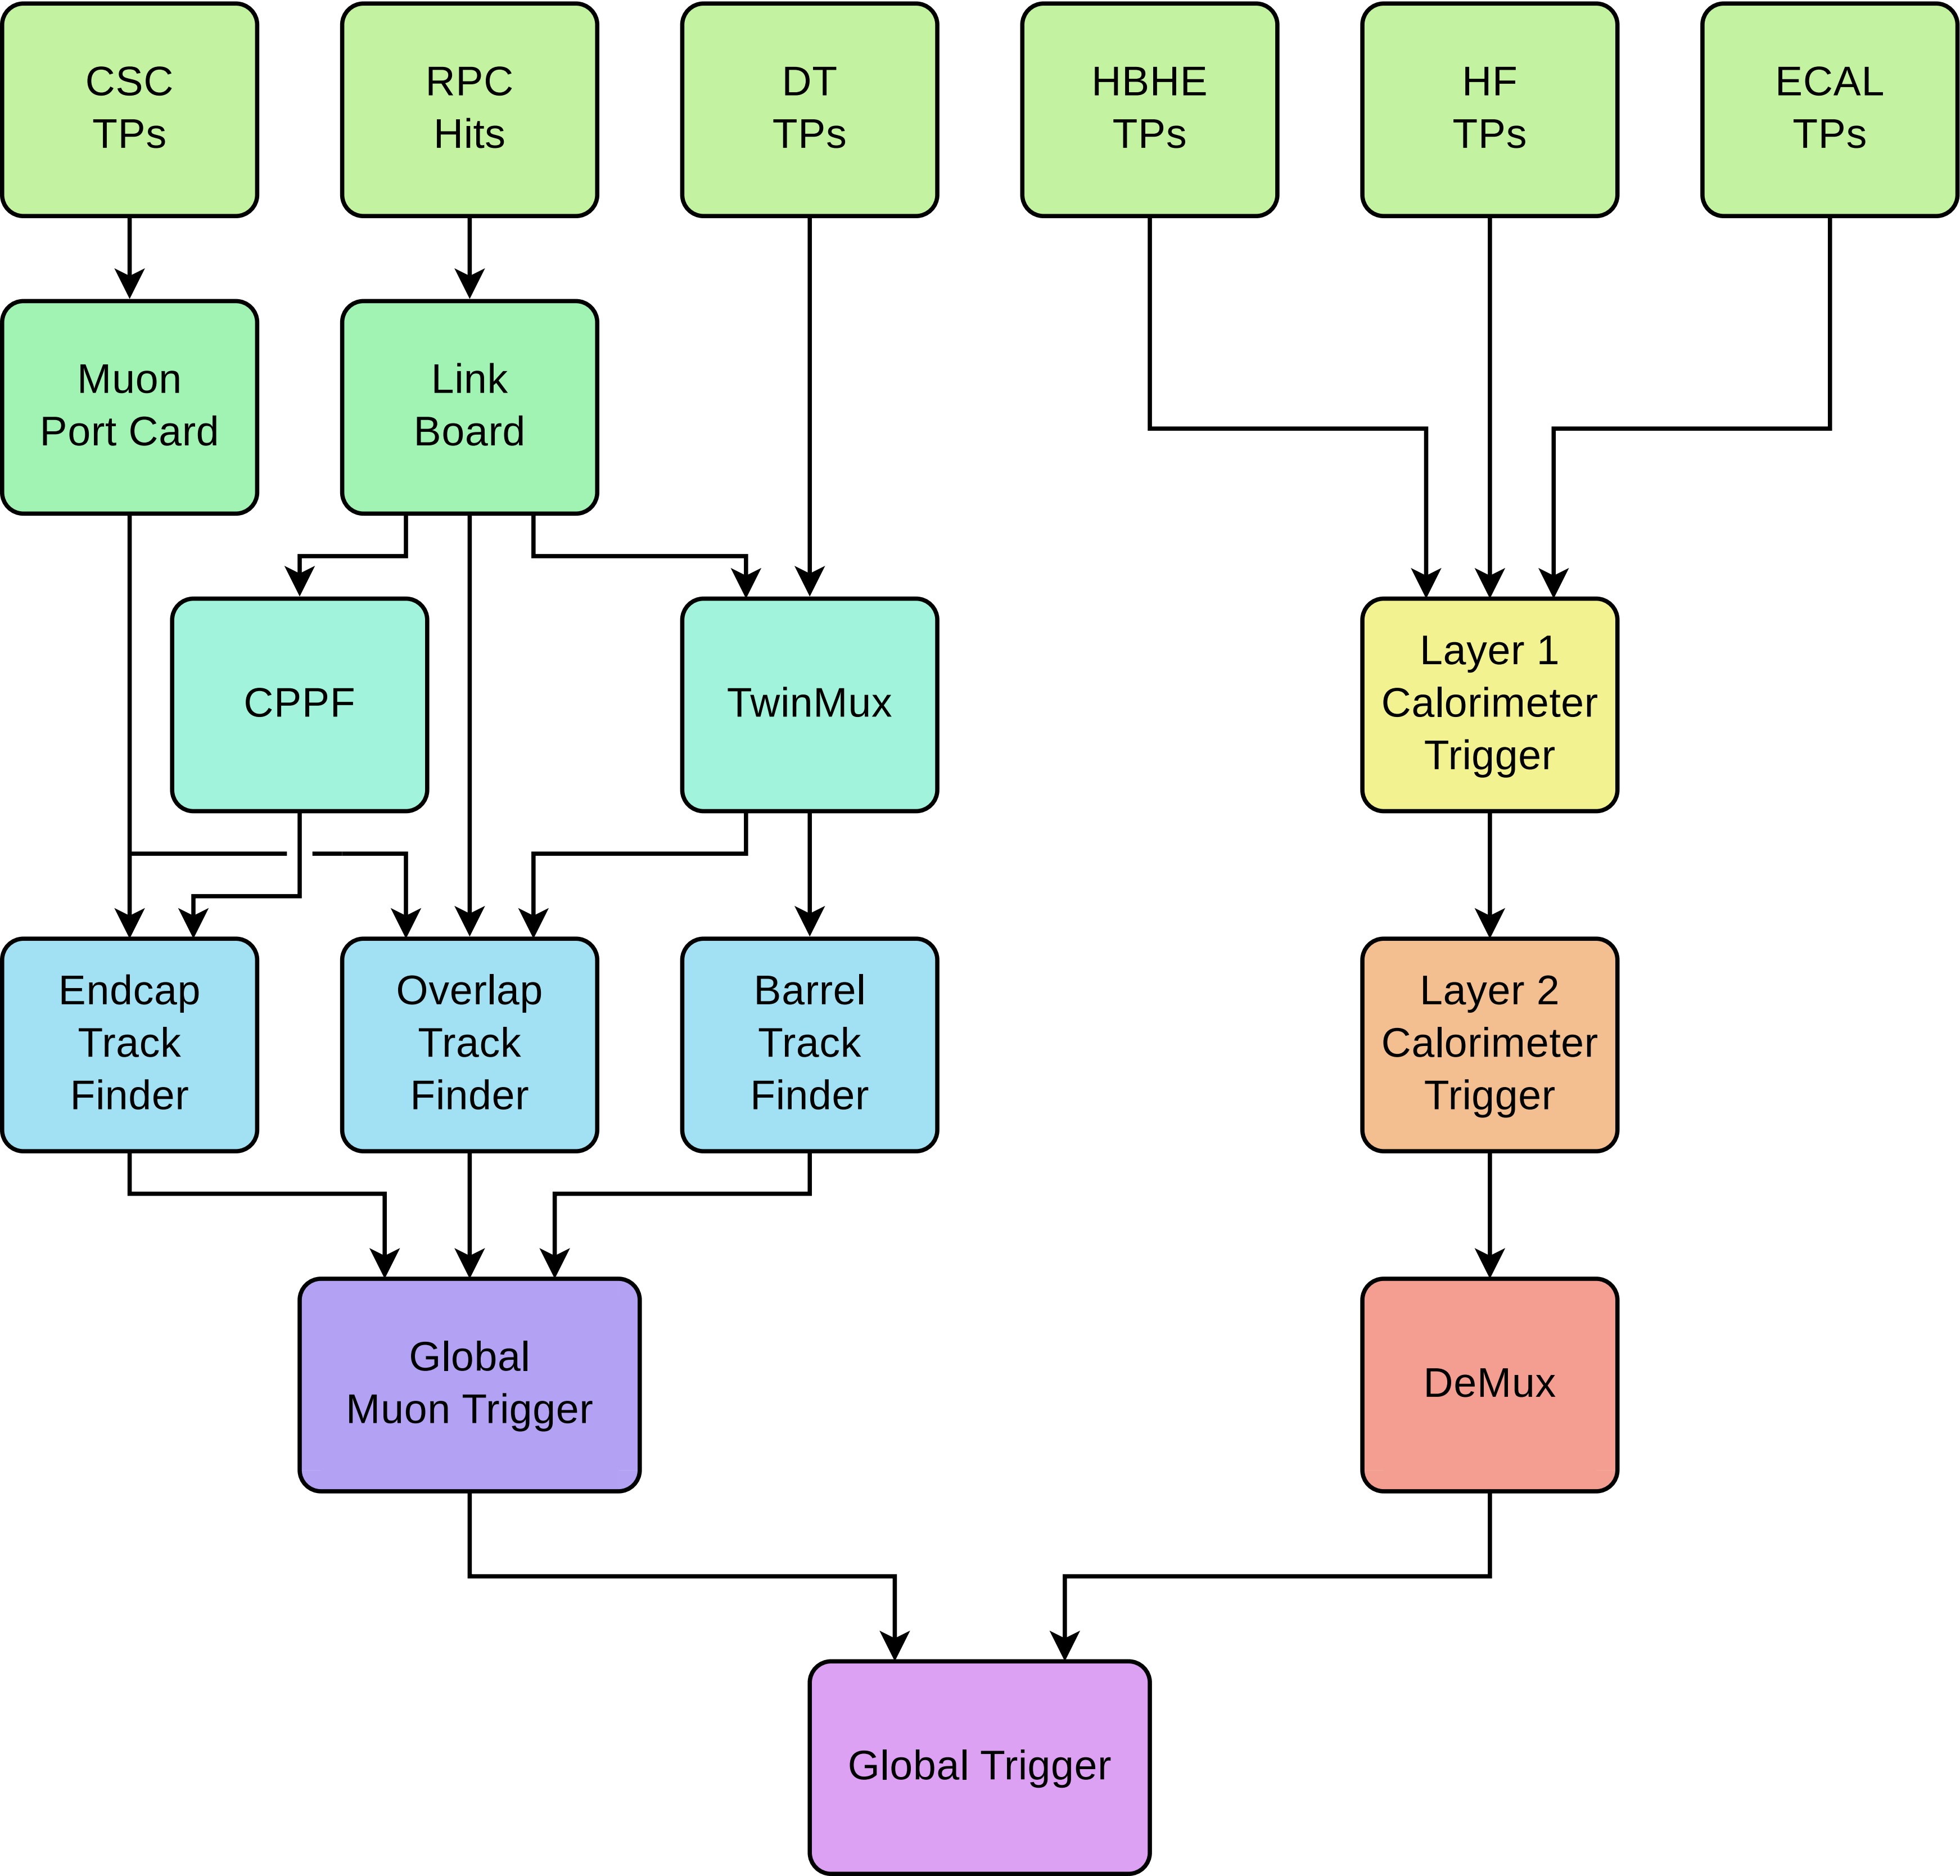 CSC
TPs
RPC
Hits
DT
TPs
HBHE
TPs
HF
TPs
ECAL
TPs
Muon
Port Card
Link
Board
CPPF
TwinMux
Layer 1
Calorimeter
Trigger
Endcap
Track
Finder
Overlap
Track
Finder
Barrel
Track
Finder
Layer 2
Calorimeter
Trigger
Global
Muon Trigger
DeMux
Global Trigger